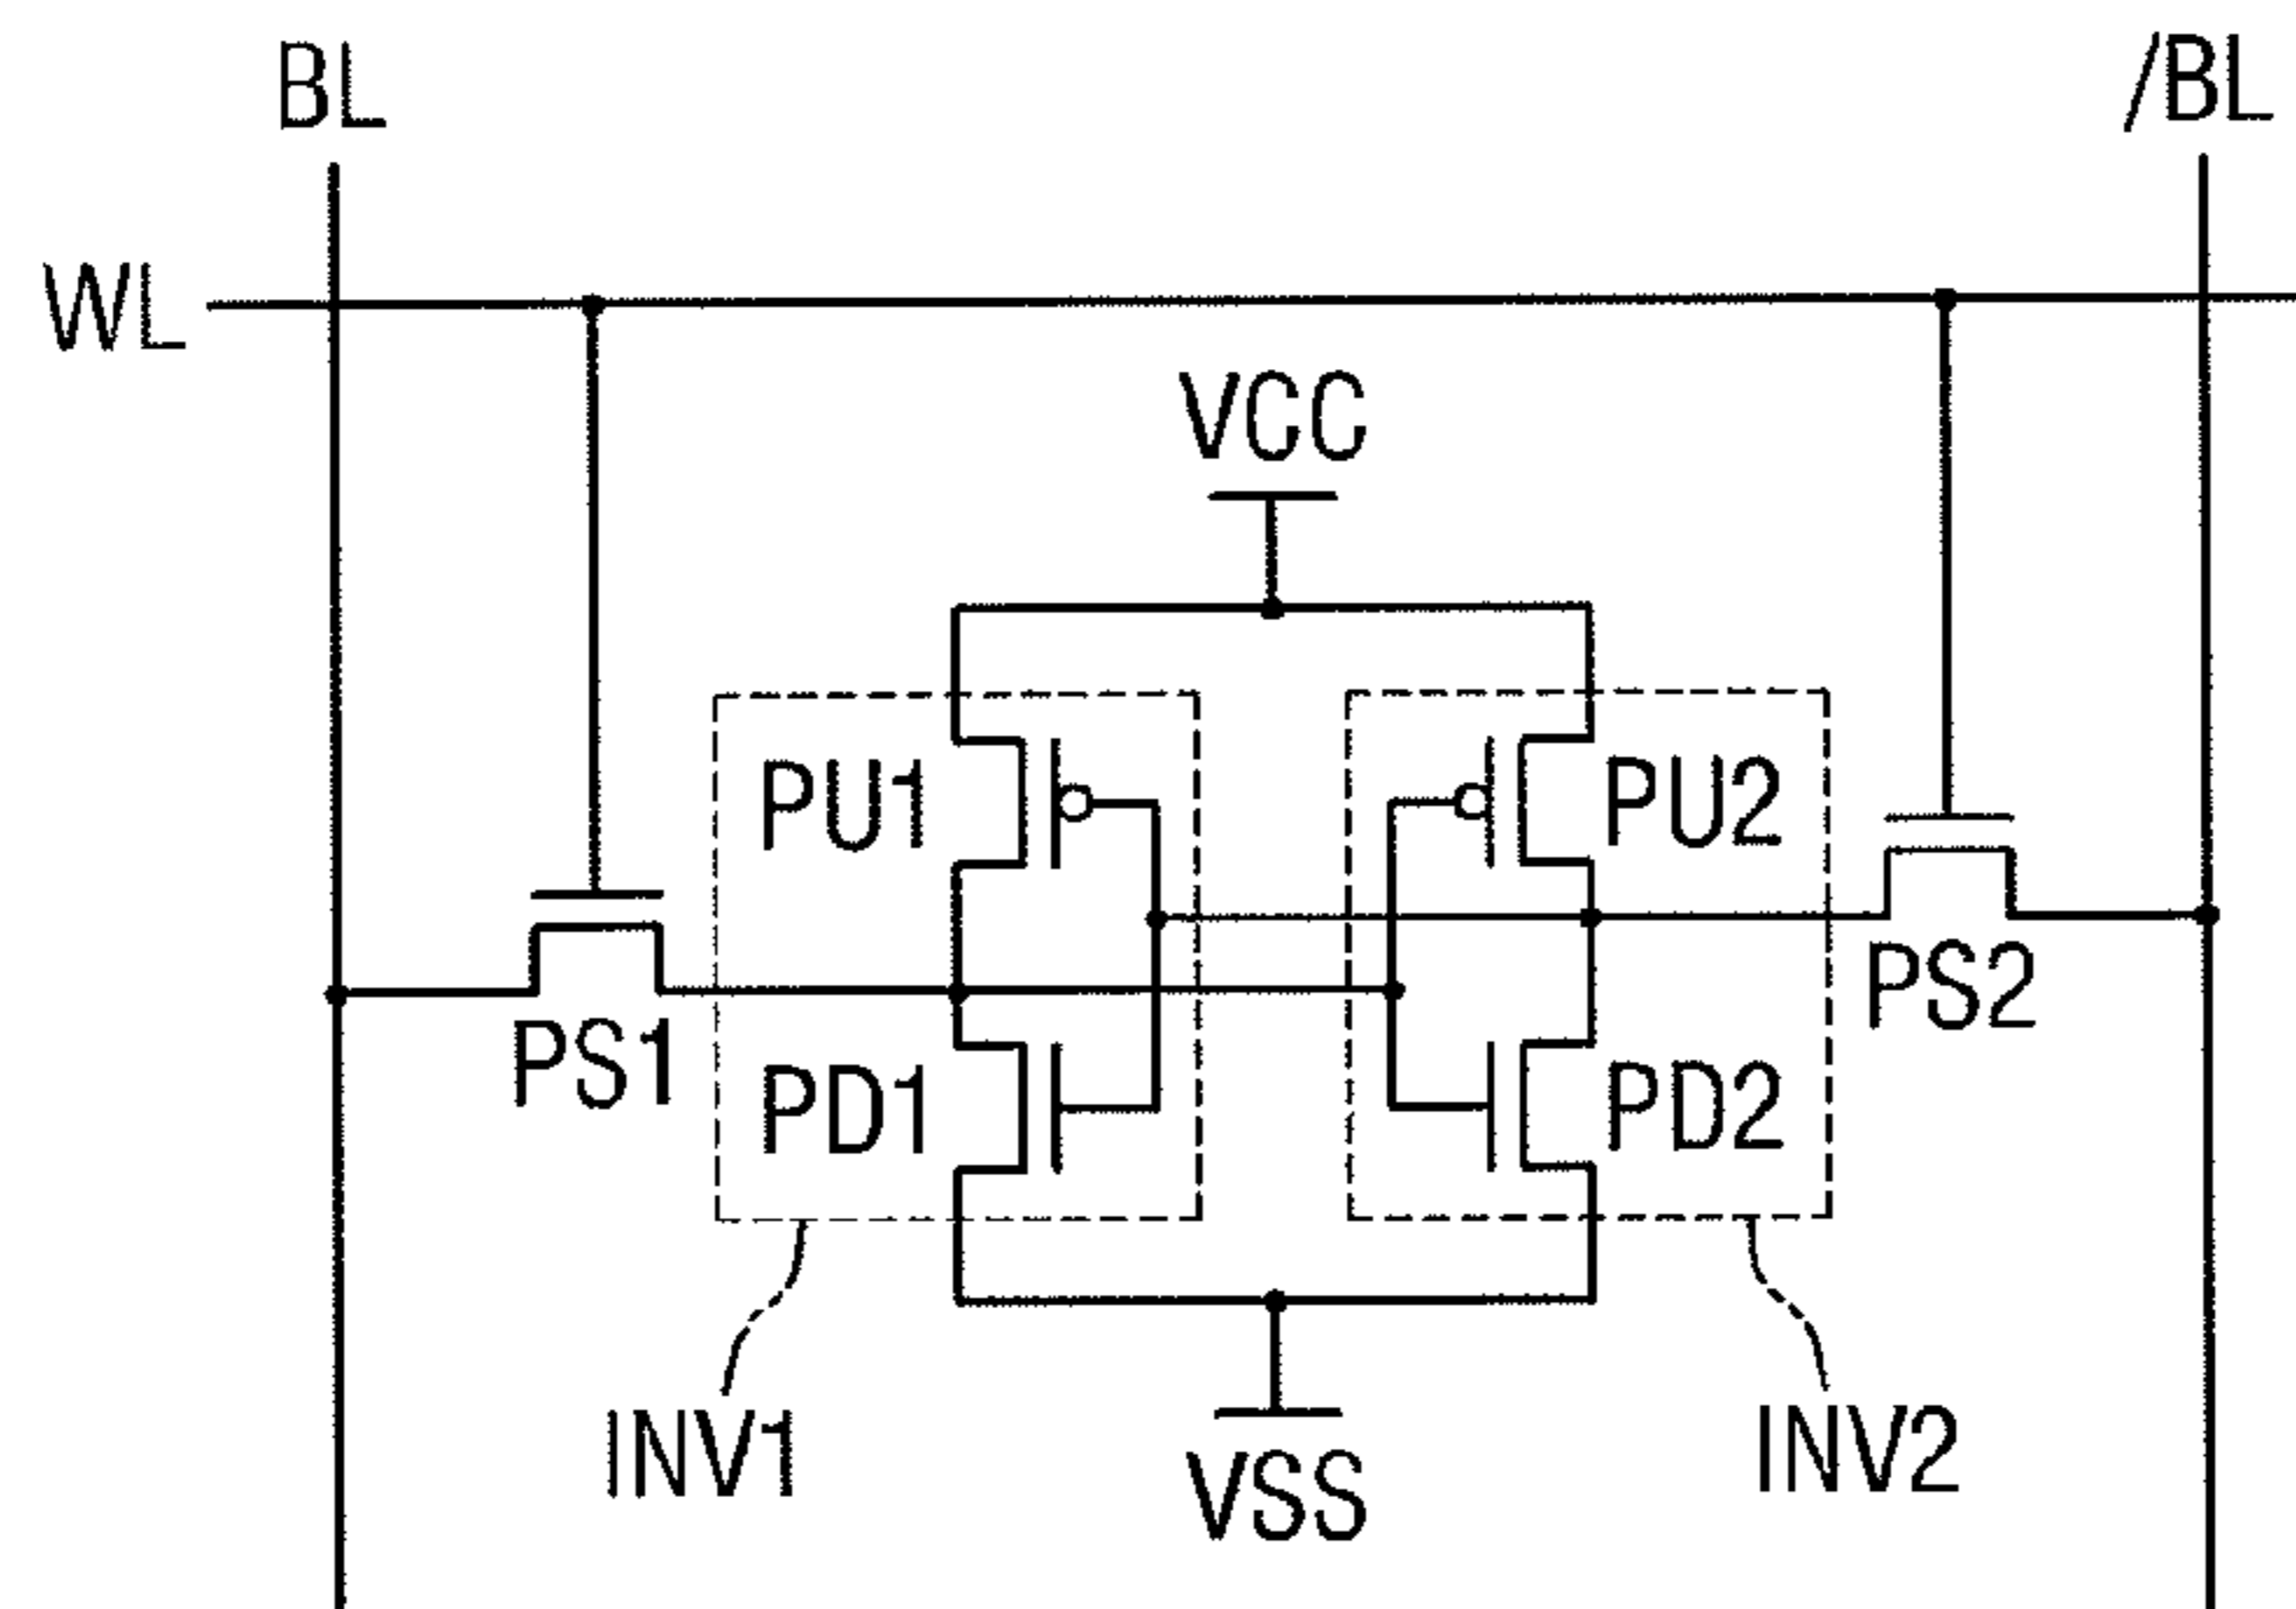 BL
/BL
WL
VCC
PU1
PU2
PS1
PS2
PD1
PD2
INV1
INV2
VSS